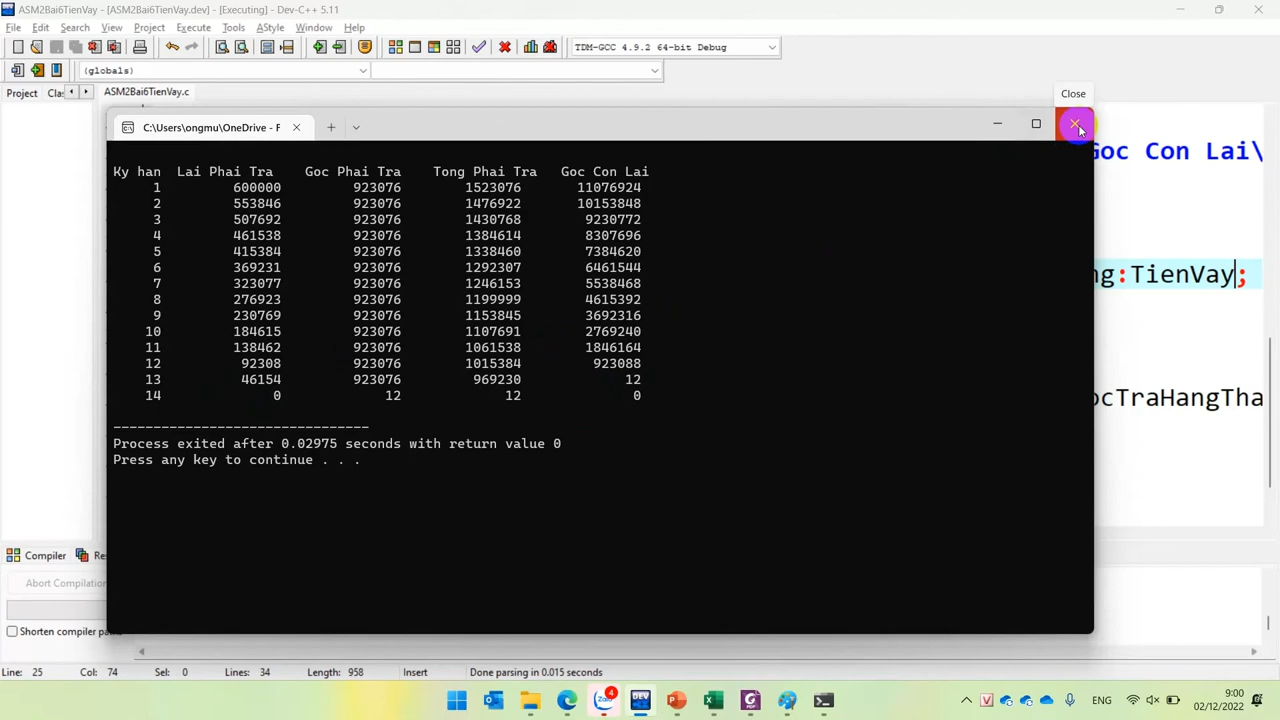 ASM2Bai6TienVay - [ASM2Bai6TienVay.dev] - [Executing] - Dev-C++ 5.11
File Edit Search View Project Execute Tools AStyle Window Help
TDM-GCC 4.9.2 64-bit Debug
(globals)
Project Cla ASM2Bai6TienVay.c
Close
C:\Users\ongmu\OneDrive - F
Goc Con Lai\
ng:TienVay;
ocTraHangTha
Ky han Lai Phai Tra Goc Phai Tra Tong Phai Tra Goc Con Lai
1 600000 923076 1523076 11076924
2 553846 923076 1476922 10153848
3 507692 923076 1430768 9230772
4 461538 923076 1384614 8307696
5 415384 923076 1338460 7384620
6 369231 923076 1292307 6461544
7 323077 923076 1246153 5538468
8 276923 923076 1199999 4615392
9 230769 923076 1153845 3692316
10 184615 923076 1107691 2769240
11 138462 923076 1061538 1846164
12 92308 923076 1015384 923088
13 46154 923076 969230 12
14 0 12 12 0
--------------------------------
Process exited after 0.02975 seconds with return value 0
Press any key to continue . . .
Compiler Res
Abort Compilation
Shorten compiler pat
Line: 25 Col: 74 Sel: 0 Lines: 34 Length: 958 Insert Done parsing in 0.015 seconds
Zalo 4 DEV
ENG 9:00
02/12/2022